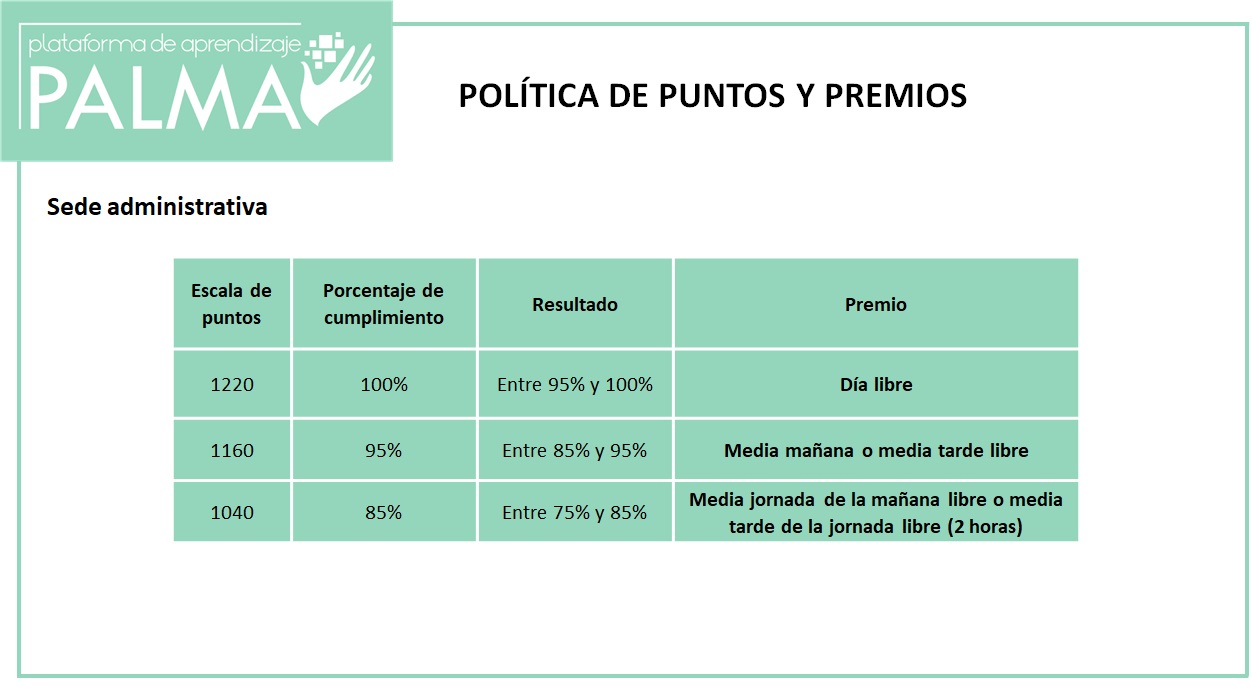 plataforma de aprendizaje
PALMA
POLÍTICA DE PUNTOS Y PREMIOS
Sede administrativa
Escala de puntos
Porcentaje de cumplimiento
Resultado
Premio
1220
100%
Entre 95% y 100%
Día libre
1160
95%
Entre 85% y 95%
Media mañana o media tarde libre
1040
85%
Entre 75% y 85%
Media jornada de la mañana libre o media
tarde de la jornada libre (2 horas)